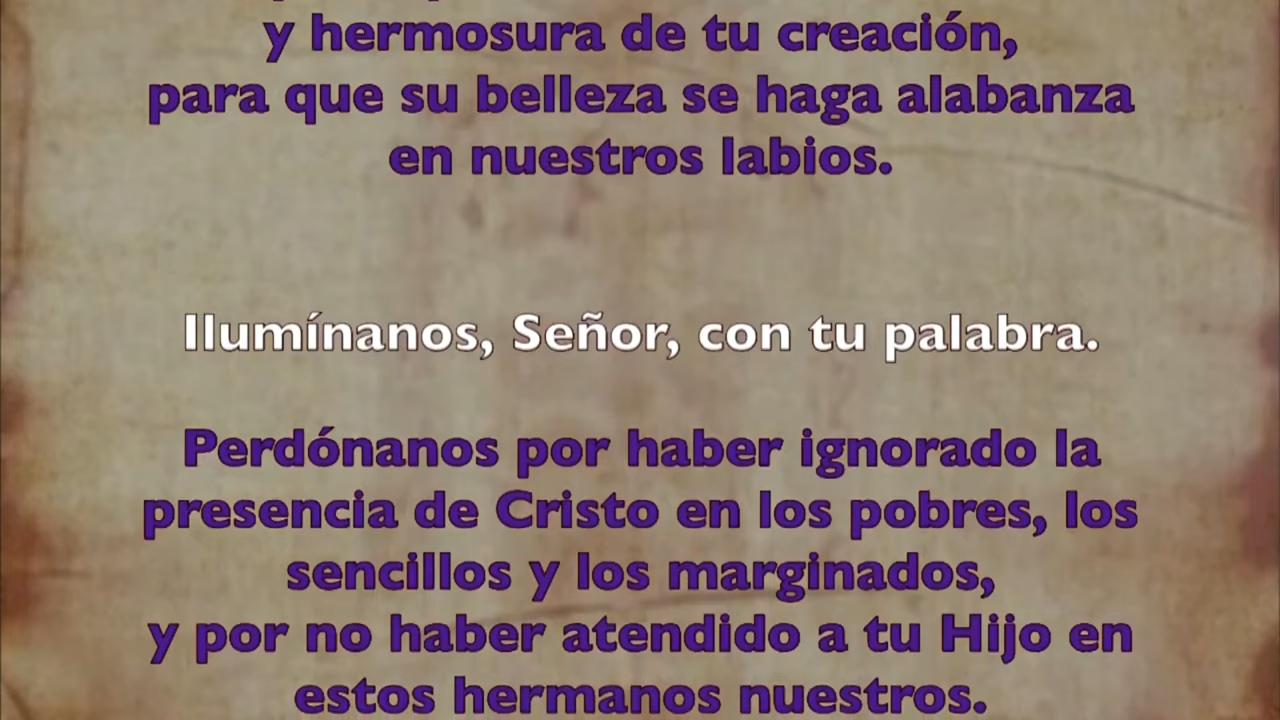 y hermosura de tu creación,
para que su belleza se haga alabanza
en nuestros labios.
Ilumínanos, Señor, con tu palabra.
Perdónanos por haber ignorado la
presencia de Cristo en los pobres, los
sencillos y los marginados,
y por no haber atendido a tu Hijo en
estos hermanos nuestros.